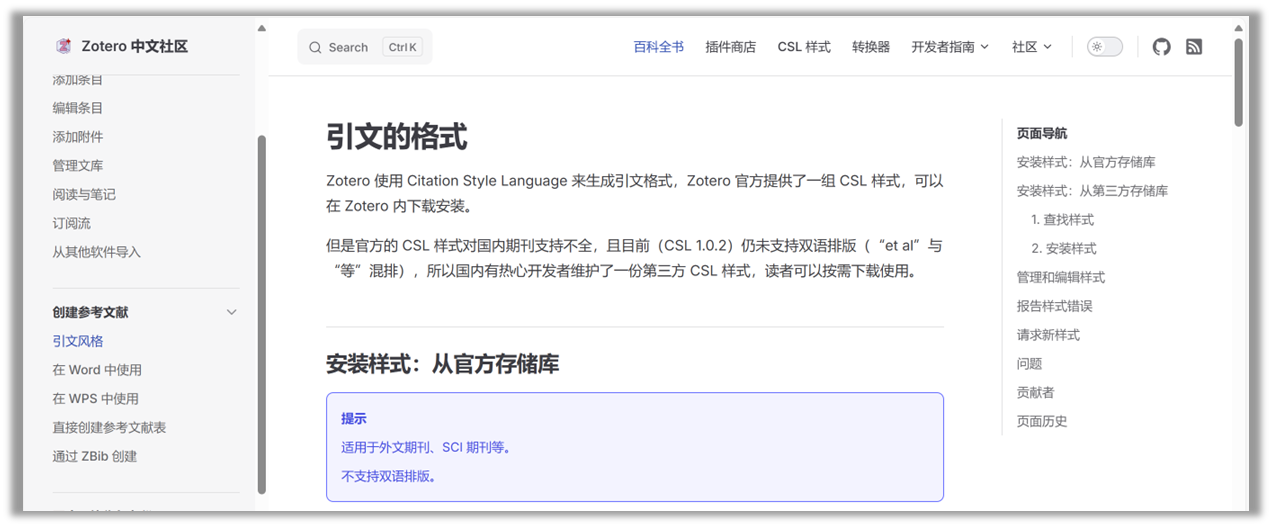 Zotero 中文社区
Search Ctrl K
百科全书 插件商店 CSL 样式 转换器 开发者指南 社区
添加条目
编辑条目
添加附件
管理文库
阅读与笔记
订阅流
从其他软件导入
创建参考文献
引文风格
在 Word 中使用
在 WPS 中使用
直接创建参考文献表
通过 ZBib 创建
引文的格式
Zotero 使用 Citation Style Language 来生成引文格式，Zotero 官方提供了一组 CSL 样式，可以
在 Zotero 内下载安装。
但是官方的 CSL 样式对国内期刊支持不全，且目前（CSL 1.0.2）仍未支持双语排版（“et al”与
“等”混排），所以国内有热心开发者维护了一份第三方 CSL 样式，读者可以按需下载使用。
安装样式：从官方存储库
提示
适用于外文期刊、SCI 期刊等。
不支持双语排版。
页面导航
安装样式：从官方存储库
安装样式：从第三方存储库
1. 查找样式
2. 安装样式
管理和编辑样式
报告样式错误
请求新样式
问题
贡献者
页面历史